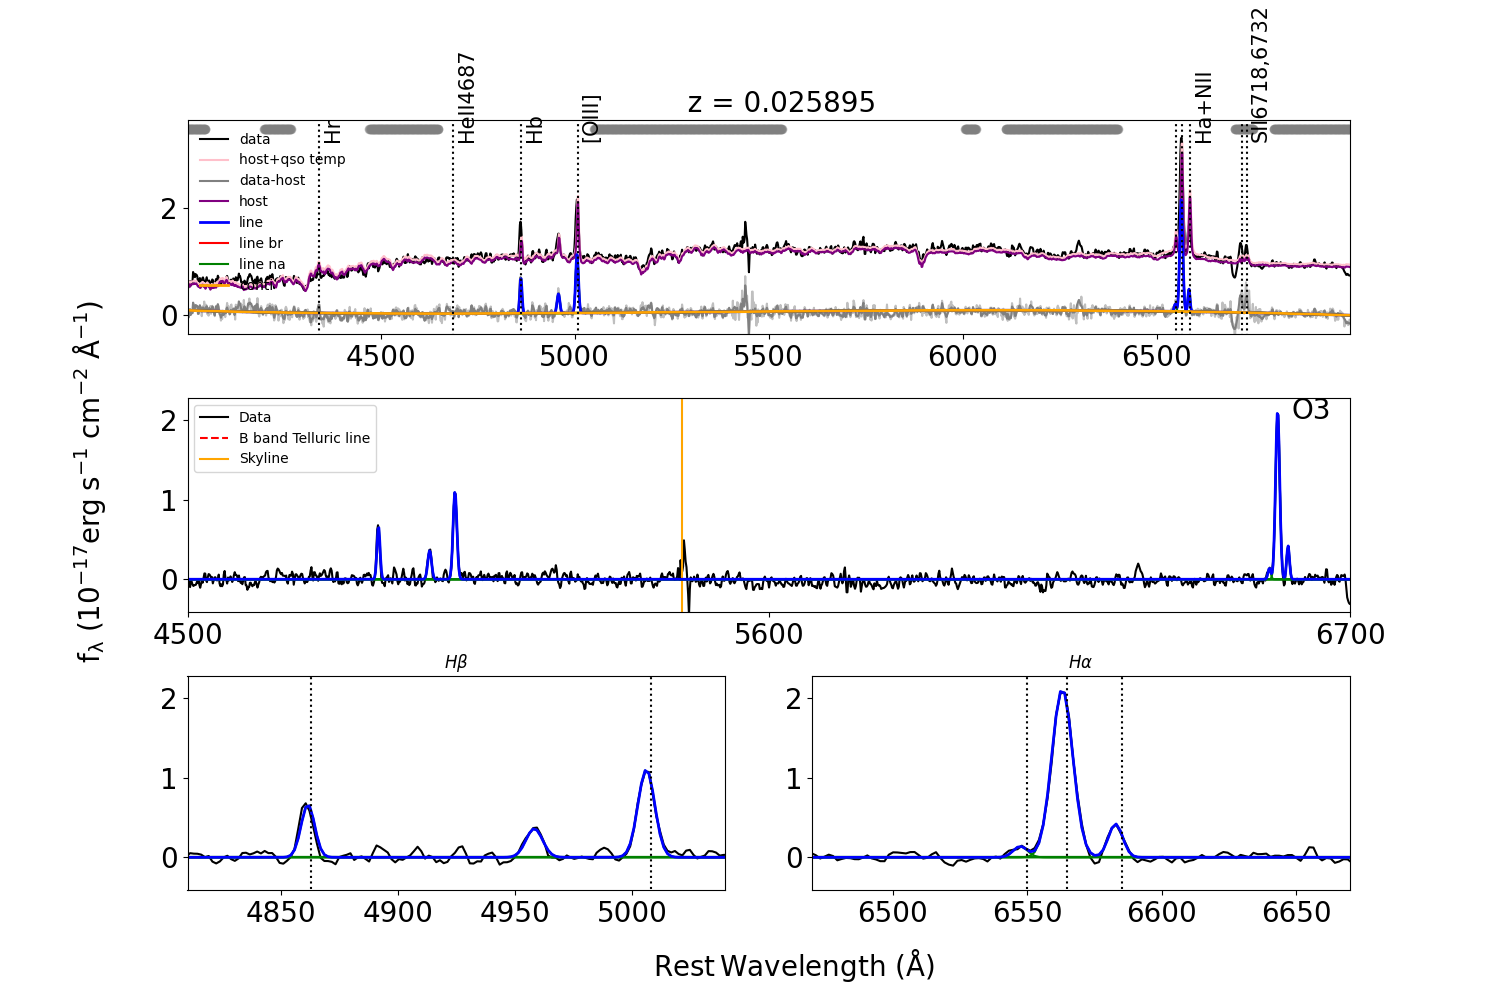 z = 0.025895
Hr
HeII4687
Hb
[OIII]
Ha+NII
SII6718,6732
data
host+qso temp
data-host
host
line
line br
line na
2
0
4500 5000 5500 6000 6500
f_λ (10^−17 erg s^−1 cm^−2 Å^−1)
Data
B band Telluric line
Skyline
O3
2
1
0
4500 5600 6700
Hβ
2
1
0
4850 4900 4950 5000
Hα
2
1
0
6500 6550 6600 6650
Rest Wavelength (Å)